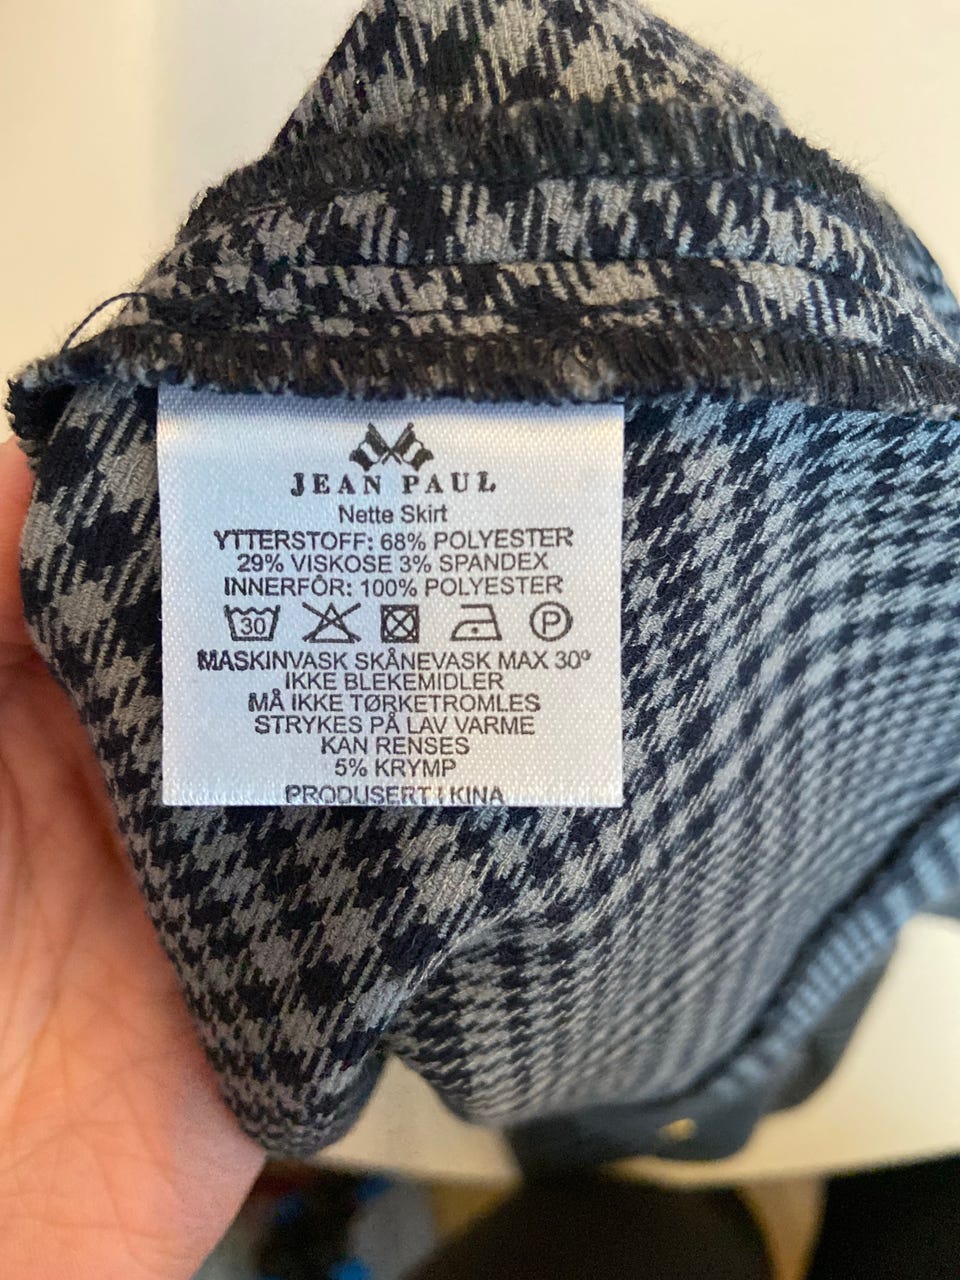 JEAN PAUL
Nette Skirt
YTTERSTOFF: 68% POLYESTER
29% VISKOSE 3% SPANDEX
INNERFÔR: 100% POLYESTER
30 P
MASKINVASK SKÅNEVASK MAX 30º
IKKE BLEKEMIDLER
MÅ IKKE TØRKETROMLES
STRYKES PÅ LAV VARME
KAN RENSES
5% KRYMP
PRODUSERT I KINA